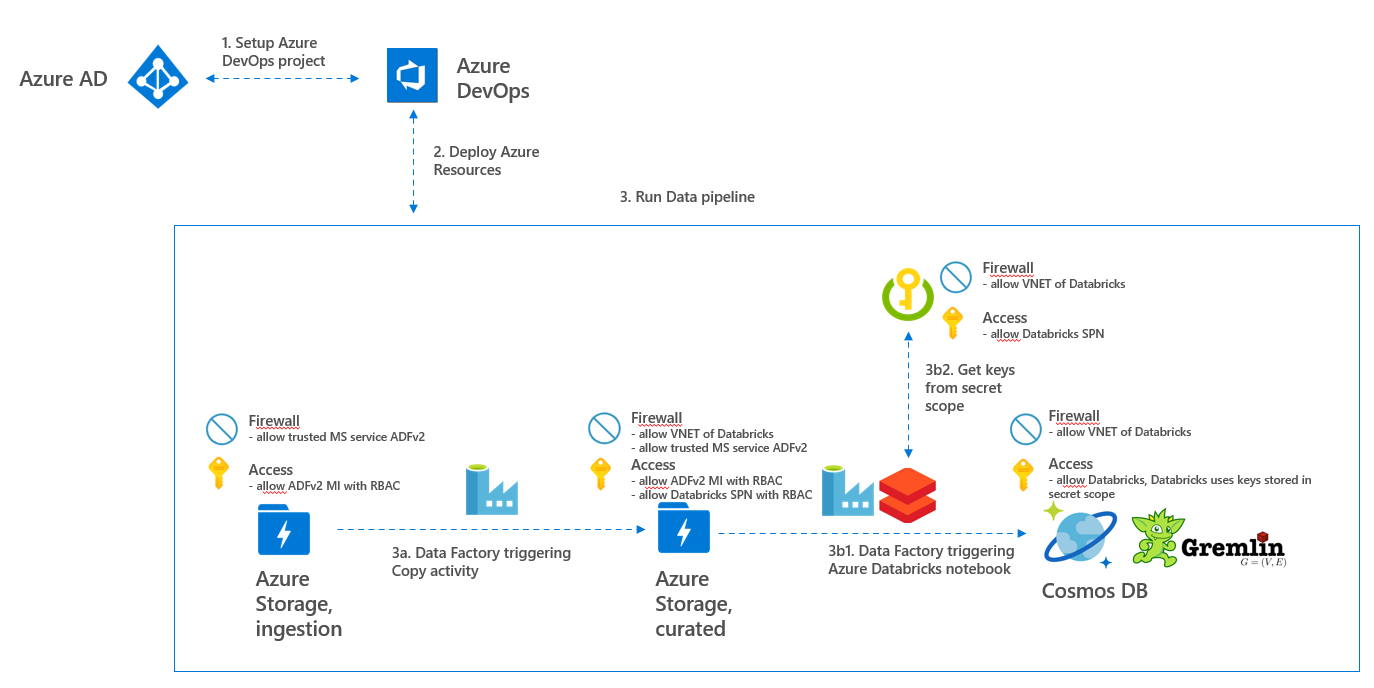 1. Setup Azure
DevOps project
Azure AD
Azure
DevOps
2. Deploy Azure
Resources
3. Run Data pipeline
Firewall
- allow VNET of Databricks
Access
- allow Databricks SPN
3b2. Get keys
from secret
scope
Firewall
- allow trusted MS service ADFv2
Access
- allow ADFv2 MI with RBAC
Firewall
- allow VNET of Databricks
- allow trusted MS service ADFv2
Access
- allow ADFv2 MI with RBAC
- allow Databricks SPN with RBAC
Firewall
- allow VNET of Databricks
Access
- allow Databricks, Databricks uses keys stored in
secret scope
3a. Data Factory triggering
Copy activity
3b1. Data Factory triggering
Azure Databricks notebook
Gremlin
G = (V, E)
Azure
Storage,
ingestion
Azure
Storage,
curated
Cosmos DB